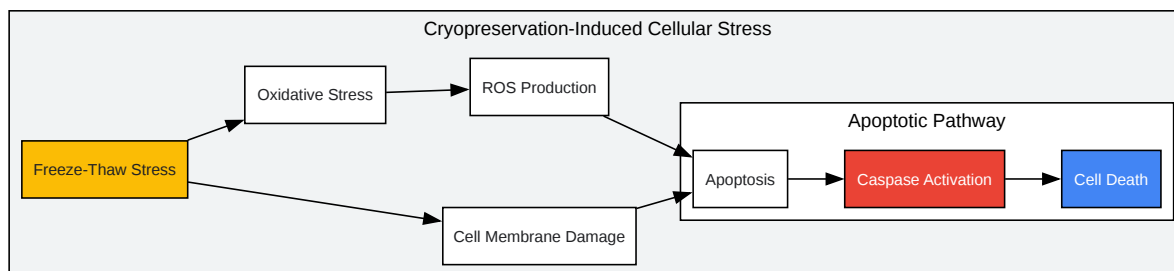 Cryopreservation-Induced Cellular Stress
Oxidative Stress
ROS Production
Apoptotic Pathway
Freeze-Thaw Stress
Apoptosis
Caspase Activation
Cell Death
Cell Membrane Damage